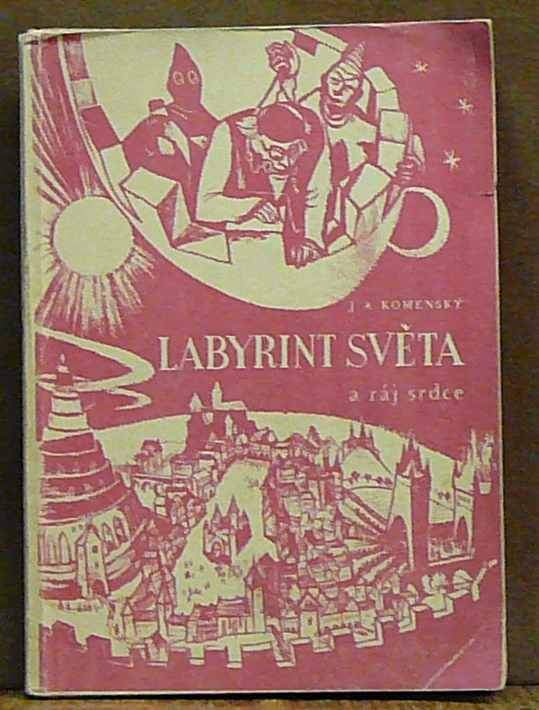 J A KOMENSKÝ
LABYRINT SVĚTA
a ráj srdce